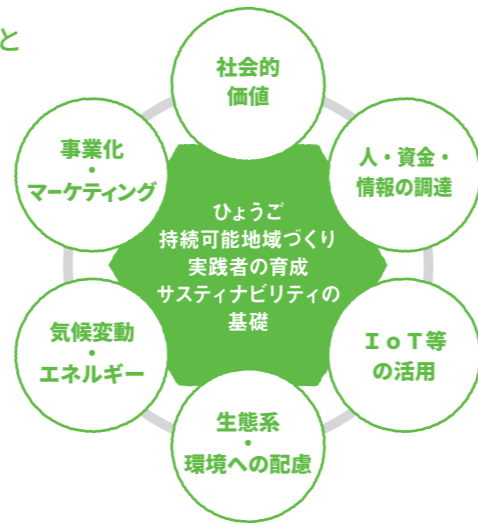 と
社会的
価値
人・資金・
情報の調達
ＩｏＴ等
の活用
生態系
・
環境への配慮
気候変動
・
エネルギー
事業化
・
マーケティング
ひょうご
持続可能地域づくり
実践者の育成
サスティナビリティの
基礎